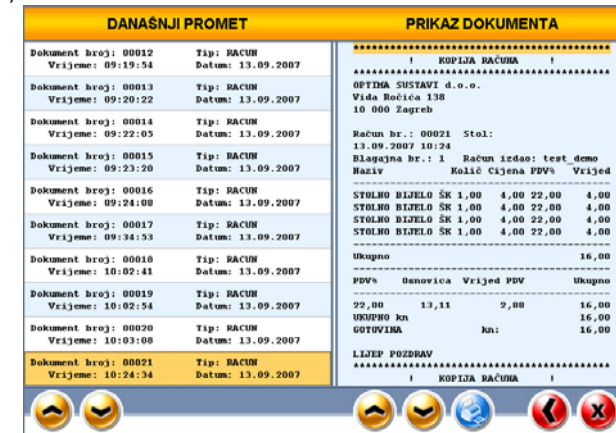 DANAŠNJI PROMET
Dokument broj: 00012 Tip: RACUN
Vrijeme: 09:19:54 Datum: 13.09.2007
Dokument broj: 00013 Tip: RACUN
Vrijeme: 09:20:22 Datum: 13.09.2007
Dokument broj: 00014 Tip: RACUN
Vrijeme: 09:22:05 Datum: 13.09.2007
Dokument broj: 00015 Tip: RACUN
Vrijeme: 09:23:20 Datum: 13.09.2007
Dokument broj: 00016 Tip: RACUN
Vrijeme: 09:24:08 Datum: 13.09.2007
Dokument broj: 00017 Tip: RACUN
Vrijeme: 09:34:53 Datum: 13.09.2007
Dokument broj: 00018 Tip: RACUN
Vrijeme: 10:02:41 Datum: 13.09.2007
Dokument broj: 00019 Tip: RACUN
Vrijeme: 10:02:54 Datum: 13.09.2007
Dokument broj: 00020 Tip: RACUN
Vrijeme: 10:03:08 Datum: 13.09.2007
Dokument broj: 00021 Tip: RACUN
Vrijeme: 10:24:34 Datum: 13.09.2007
PRIKAZ DOKUMENTA
******************************************
! KOPIJA RAČUNA !
******************************************
OPTIMA SUSTAVI d.o.o.
Vida Ročića 138
10 000 Zagreb
Račun br.: 00021 Stol:
13.09.2007 10:24
Blagajna br.: 1 Račun izdao: test_demo
Naziv Količ Cijena PDV% Vrijed
------------------------------------------
STOLNO BIJELO ŠK 1,00 4,00 22,00 4,00
STOLNO BIJELO ŠK 1,00 4,00 22,00 4,00
STOLNO BIJELO ŠK 1,00 4,00 22,00 4,00
STOLNO BIJELO ŠK 1,00 4,00 22,00 4,00
------------------------------------------
Ukupno 16,00
------------------------------------------
PDV% Osnovica Vrijed PDV Ukupno
------------------------------------------
22,00 13,11 2,88 16,00
UKUPNO kn 16,00
GOTOVINA kn: 16,00
LIJEP POZDRAV
******************************************
! KOPIJA RAČUNA !